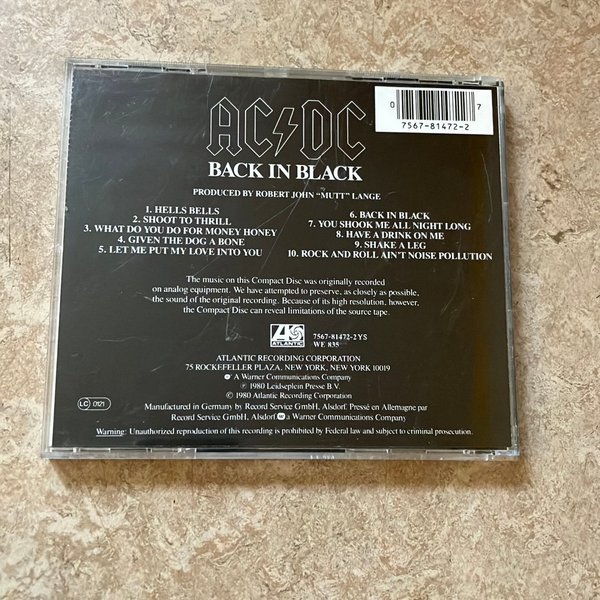 0 7
7567-81472-2
AC DC
BACK IN BLACK
PRODUCED BY ROBERT JOHN “MUTT” LANGE
1. HELLS BELLS
2. SHOOT TO THRILL
3. WHAT DO YOU DO FOR MONEY HONEY
4. GIVEN THE DOG A BONE
5. LET ME PUT MY LOVE INTO YOU
6. BACK IN BLACK
7. YOU SHOOK ME ALL NIGHT LONG
8. HAVE A DRINK ON ME
9. SHAKE A LEG
10. ROCK AND ROLL AIN'T NOISE POLLUTION
The music on this Compact Disc was originally recorded
on analog equipment. We have attempted to preserve, as closely as possible,
the sound of the original recording. Because of its high resolution, however,
the Compact Disc can reveal limitations of the source tape.
ATLANTIC
7567-81472-2 YS
WE 835
ATLANTIC RECORDING CORPORATION
75 ROCKEFELLER PLAZA, NEW YORK, NEW YORK 10019
A Warner Communications Company
℗ 1980 Leidseplein Presse B.V.
© 1980 Atlantic Recording Corporation
LC 0121
Manufactured in Germany by Record Service GmbH, Alsdorf. Pressé en Allemagne par
Record Service GmbH, Alsdorf. a Warner Communications Company
Warning: Unauthorized reproduction of this recording is prohibited by Federal law and subject to criminal prosecution.